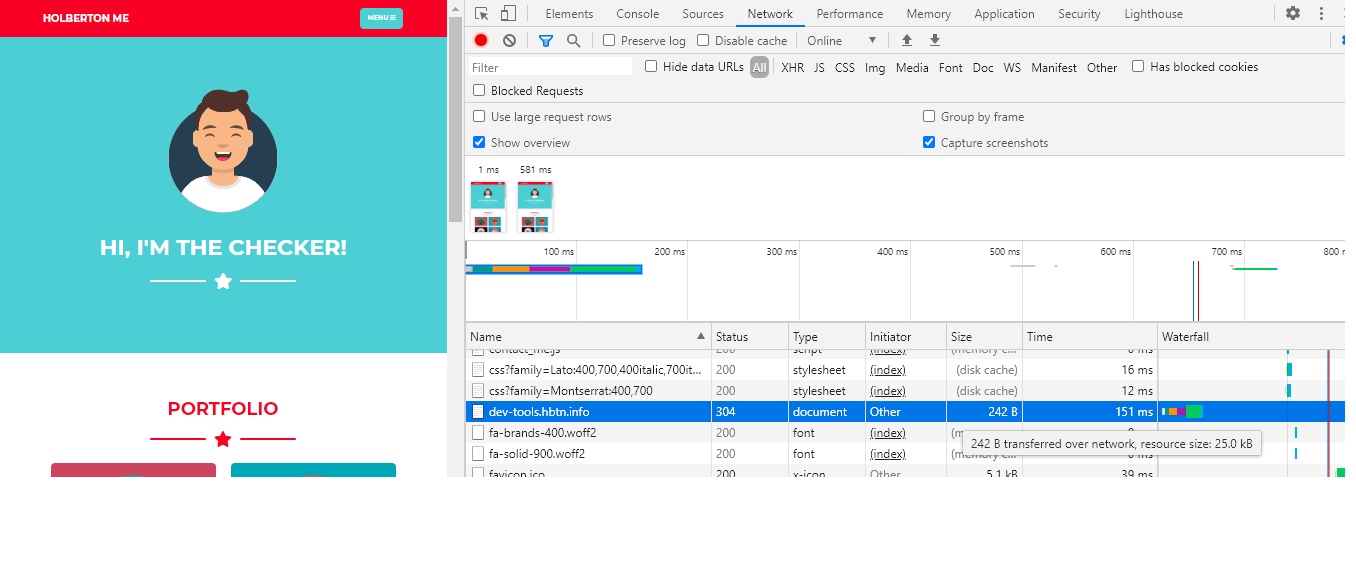 HOLBERTON ME
MENU
HI, I'M THE CHECKER!
PORTFOLIO
Elements Console Sources Network Performance Memory Application Security Lighthouse
Preserve log Disable cache Online
Filter Hide data URLs All XHR JS CSS Img Media Font Doc WS Manifest Other Has blocked cookies
Blocked Requests
Use large request rows Group by frame
Show overview Capture screenshots
1 ms 581 ms
100 ms 200 ms 300 ms 400 ms 500 ms 600 ms 700 ms 800 m
Name Status Type Initiator Size Time Waterfall
contact_me.js 200 script (index) (memory c... 0 ms
css?family=Lato:400,700,400italic,700it... 200 stylesheet (index) (disk cache) 16 ms
css?family=Montserrat:400,700 200 stylesheet (index) (disk cache) 12 ms
dev-tools.hbtn.info 304 document Other 242 B 151 ms
fa-brands-400.woff2 200 font (index)
242 B transferred over network, resource size: 25.0 kB
fa-solid-900.woff2 200 font (index) (memory c... 0 ms
favicon.ico 200 x-icon Other 5.1 kB 39 ms